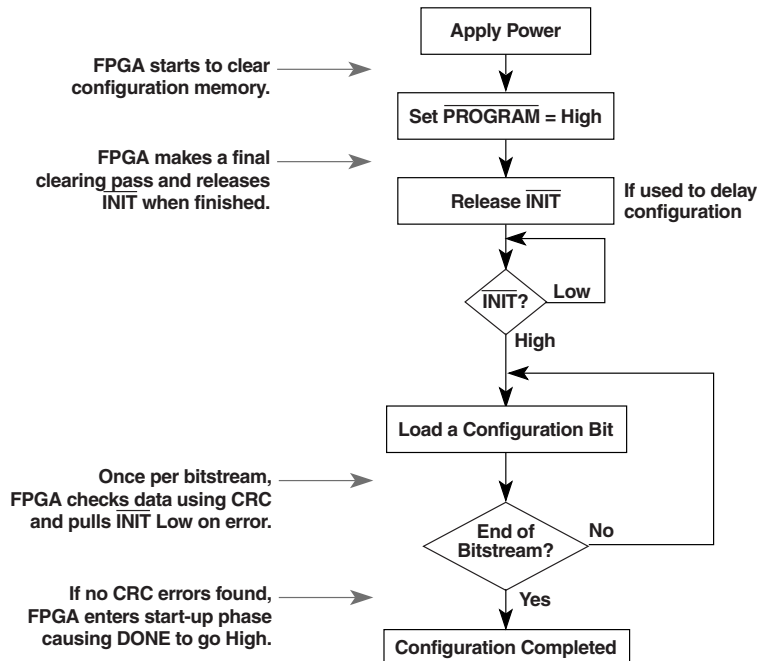 Apply Power
FPGA starts to clear
configuration memory.
Set PROGRAM = High
FPGA makes a final
clearing pass and releases
INIT when finished.
Release INIT
If used to delay
configuration
INIT?
Low
High
Load a Configuration Bit
Once per bitstream,
FPGA checks data using CRC
and pulls INIT Low on error.
End of
Bitstream?
No
Yes
If no CRC errors found,
FPGA enters start-up phase
causing DONE to go High.
Configuration Completed